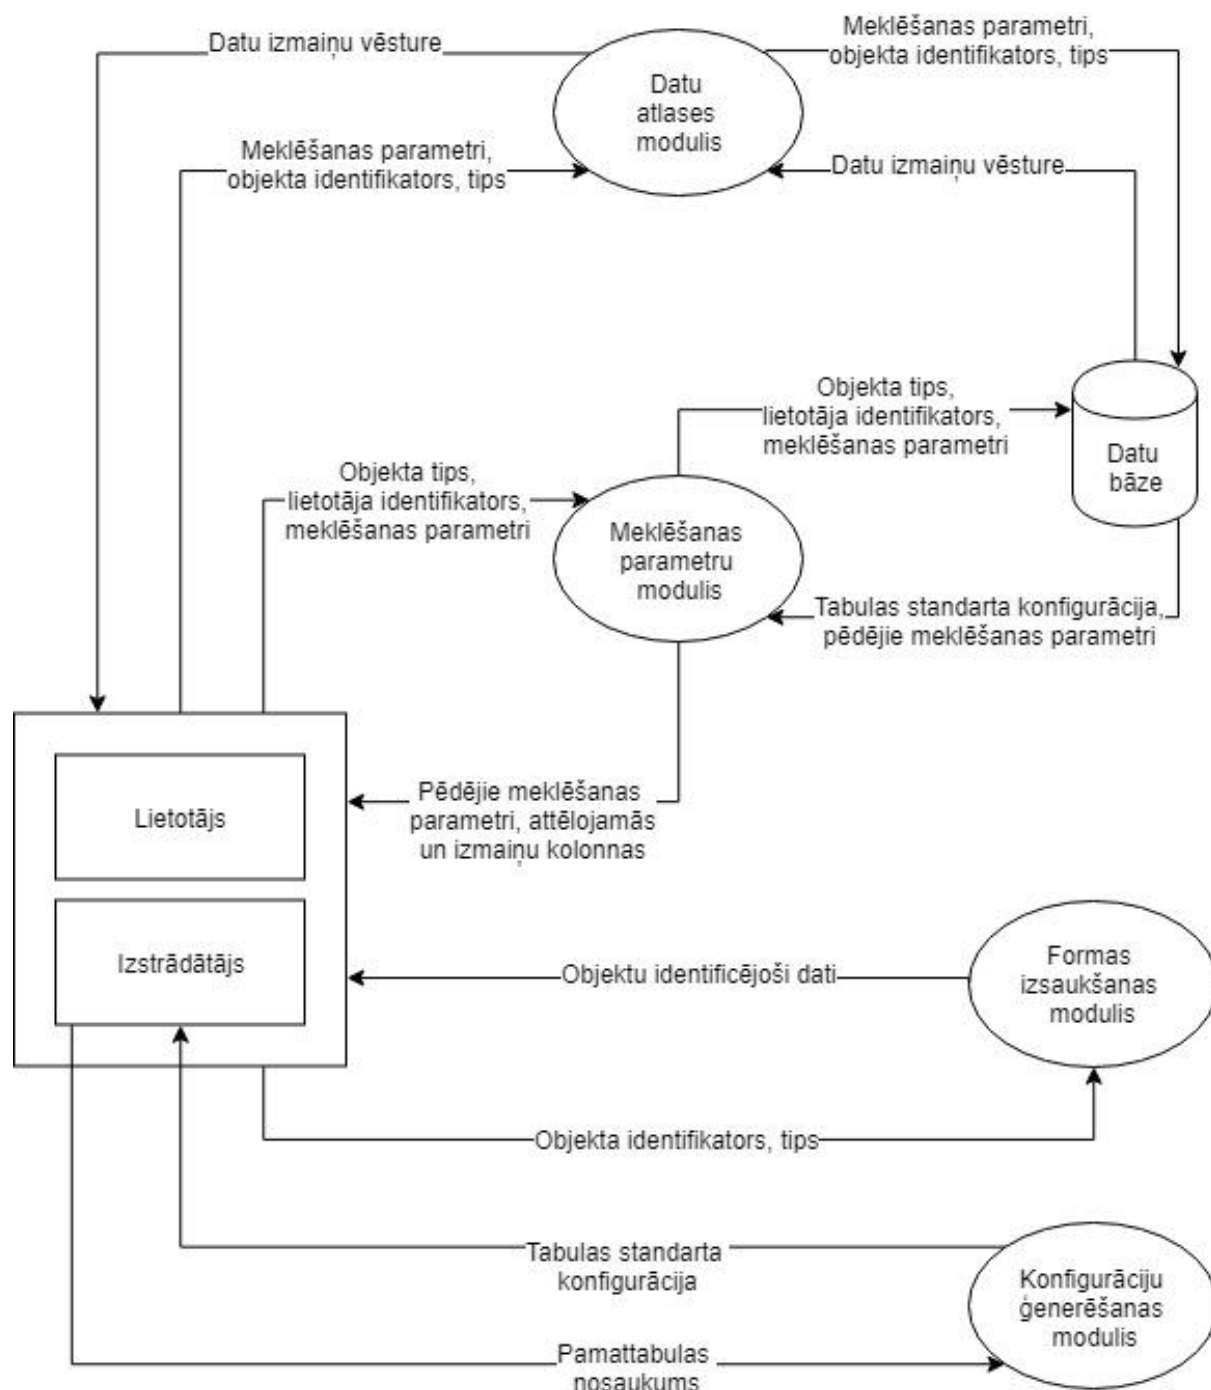 Datu izmaiņu vēsture
Meklēšanas parametri,
objekta identifikators, tips
Datu
atlases
modulis
Meklēšanas parametri,
objekta identifikators, tips
Datu izmaiņu vēsture
Objekta tips,
lietotāja identifikators,
meklēšanas parametri
Datu
bāze
Objekta tips,
lietotāja identifikators,
meklēšanas parametri
Meklēšanas
parametru
modulis
Tabulas standarta konfigurācija,
pēdējie meklēšanas parametri
Lietotājs
Pēdējie meklēšanas
parametri, attēlojamās
un izmaiņu kolonnas
Izstrādātājs
Objektu identificējoši dati
Formas
izsaukšanas
modulis
Objekta identifikators, tips
Tabulas standarta
konfigurācija
Konfigurāciju
ģenerēšanas
modulis
Pamattabulas
nosaukums